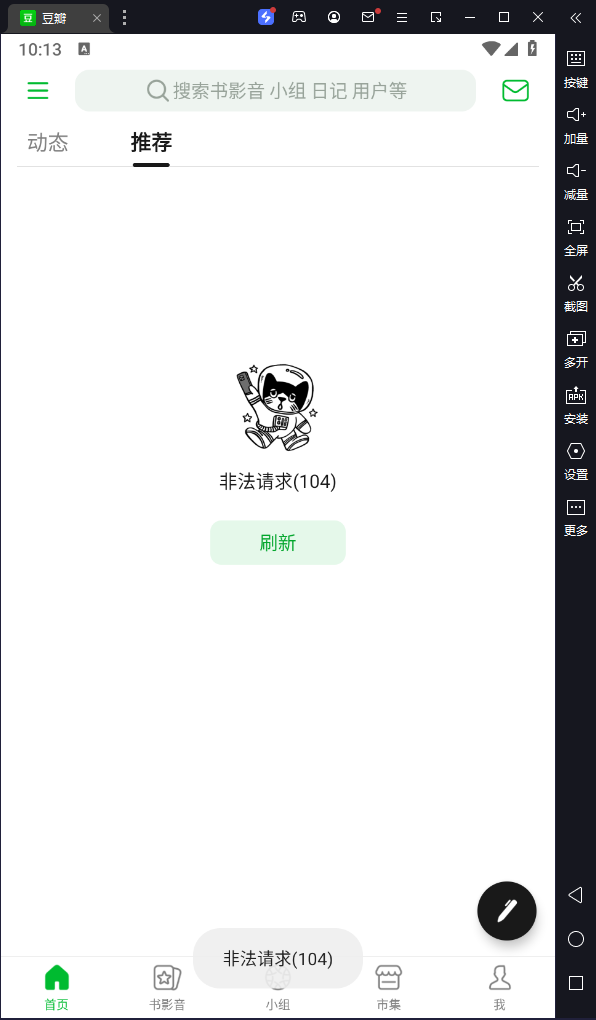 豆 豆瓣
10:13 A
按键
搜索书影音 小组 日记 用户等
加量
动态 推荐
减量
全屏
截图
多开
APK
安装
非法请求(104)
设置
更多
刷新
非法请求(104)
首页 书影音 小组 市集 我